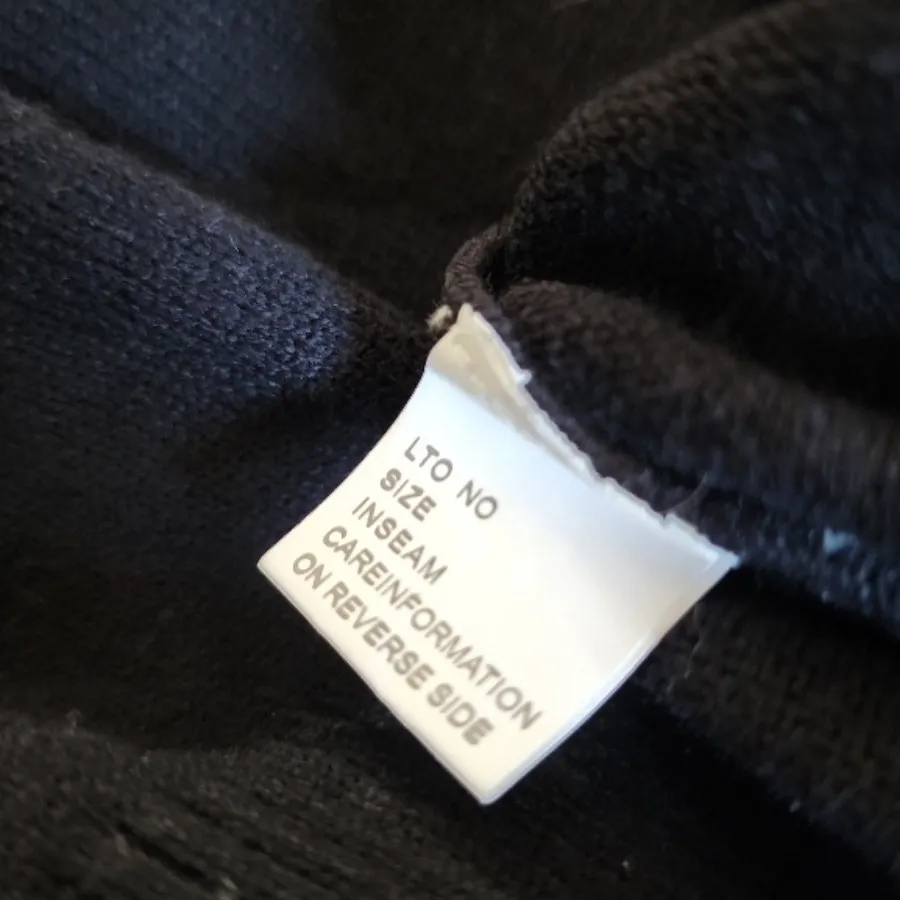 LTO NO
SIZE
INSEAM
CAREINFORMATION
ON REVERSE SIDE